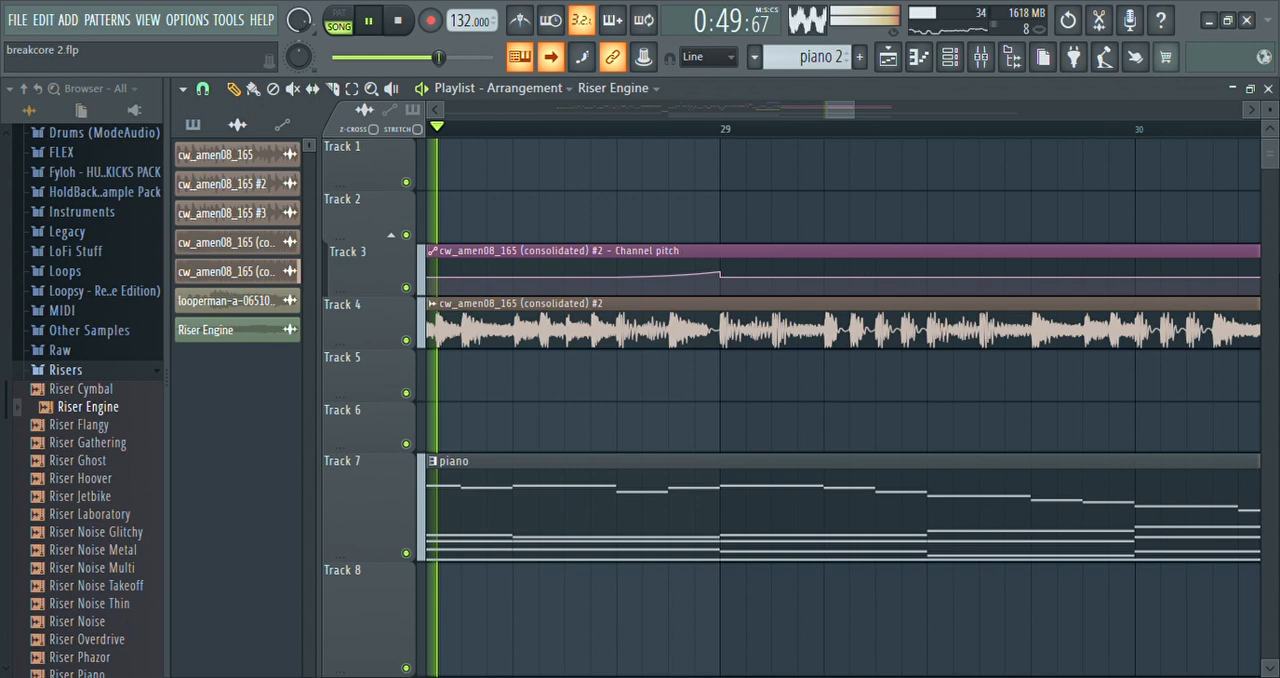 FILE EDIT ADD PATTERNS VIEW OPTIONS TOOLS HELP
PAT
SONG
132.000
3.2.
0:49:67
M:S:CS
34
1618 MB
8
?
breakcore 2.flp
Line
piano 2
+
Browser - All
Playlist - Arrangement
Riser Engine
Z-CROSS
STRETCH
29
30
Drums (ModeAudio)
FLEX
Fyloh - HU..KICKS PACK
HoldBack..ample Pack
Instruments
Legacy
LoFi Stuff
Loops
Loopsy - Re..e Edition)
MIDI
Other Samples
Raw
Risers
Riser Cymbal
Riser Engine
Riser Flangy
Riser Gathering
Riser Ghost
Riser Hoover
Riser Jetbike
Riser Laboratory
Riser Noise Glitchy
Riser Noise Metal
Riser Noise Multi
Riser Noise Takeoff
Riser Noise Thin
Riser Noise
Riser Overdrive
Riser Phazor
Riser Piano
cw_amen08_165
cw_amen08_165 #2
cw_amen08_165 #3
cw_amen08_165 (co..
cw_amen08_165 (co..
looperman-a-06510..
Riser Engine
Track 1
Track 2
Track 3
cw_amen08_165 (consolidated) #2 - Channel pitch
Track 4
cw_amen08_165 (consolidated) #2
Track 5
Track 6
Track 7
piano
Track 8